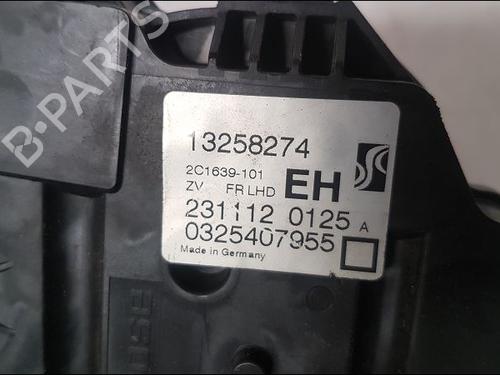 B-PARTS
13258274
2C1639-101
ZV FR LHD EH
231112 0125 A
0325407955
Made in Germany